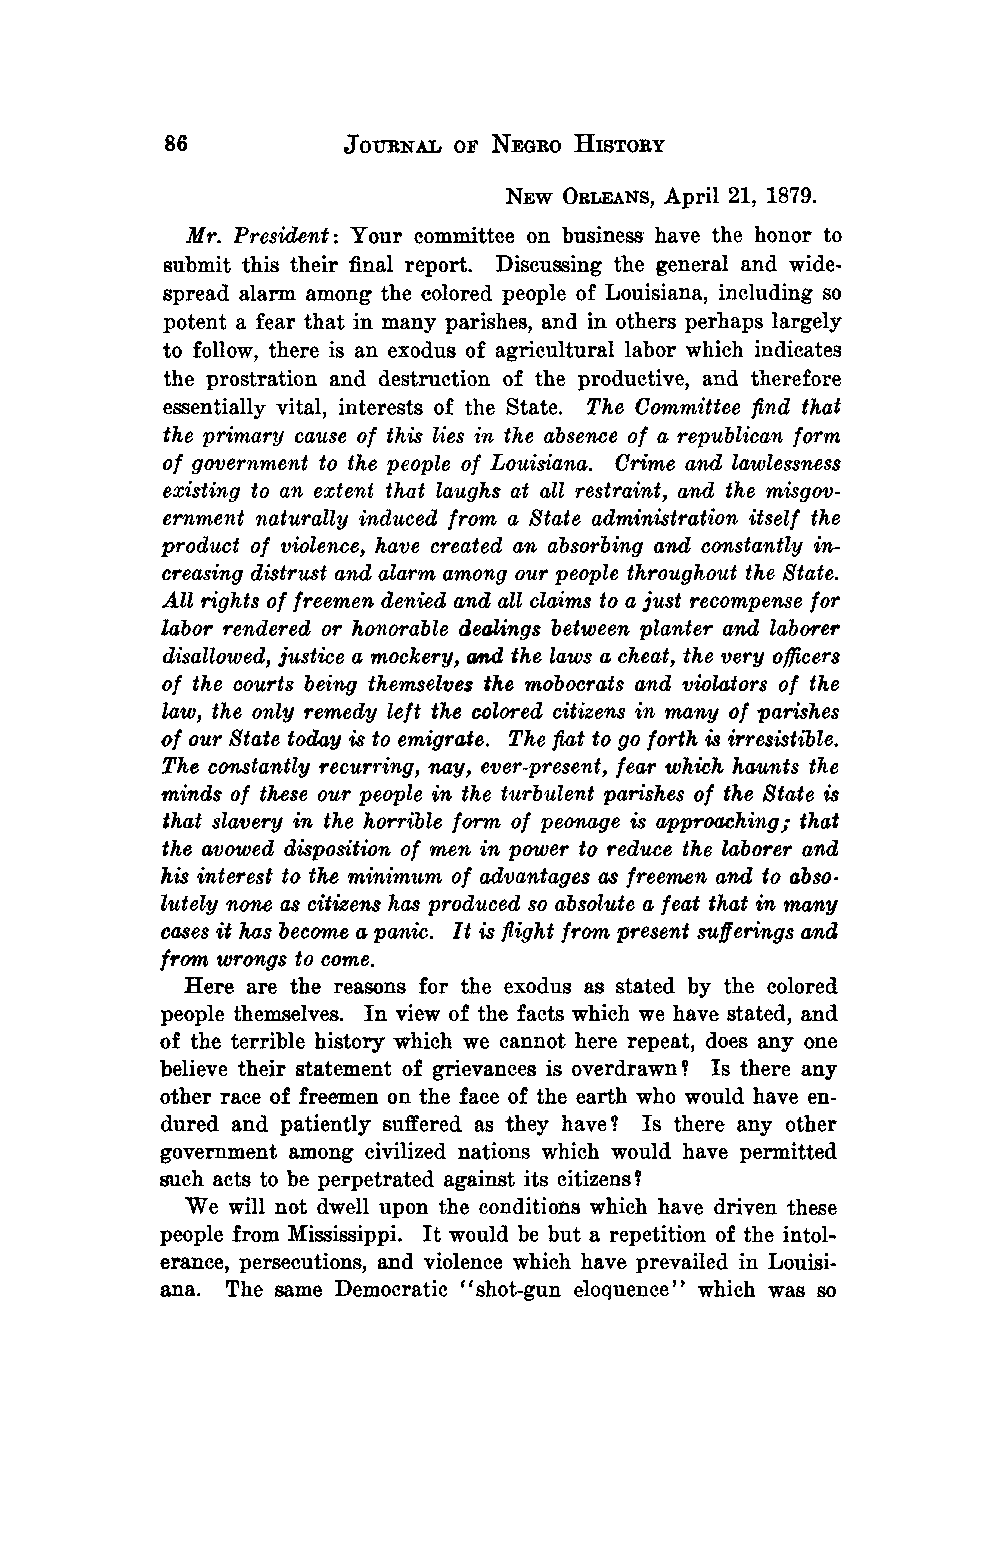 86 JOURNAL OF NEGRO HISTORY
NEW ORLEANS, April 21, 1879.
Mr. President: Your committee on business have the honor to
submit this their final report. Discussing the general and wide-
spread alarm among the colored people of Louisiana, including so
potent a fear that in many parishes, and in others perhaps largely
to follow, there is an exodus of agricultural labor which indicates
the prostration and destruction of the productive, and therefore
essentially vital, interests of the State. The Committee find that
the primary cause of this lies in the absence of a republican form
of government to the people of Louisiana. Crime and lawlessness
existing to an extent that laughs at all restraint, and the misgov-
ernment naturally induced from a State administration itself the
product of violence, have created an absorbing and constantly in-
creasing distrust and alarm among our people throughout the State.
All rights of freemen denied and all claims to a just recompense for
labor rendered or honorable dealings between planter and laborer
disallowed, justice a mockery, and the laws a cheat, the very officers
of the courts being themselves the mobocrats and violators of the
law, the only remedy left the colored citizens in many of parishes
of our State today is to emigrate. The fiat to go forth is irresistible.
The constantly recurring, nay, ever-present, fear which haunts the
minds of these our people in the turbulent parishes of the State is
that slavery in the horrible form of peonage is approaching; that
the avowed disposition of men in power to reduce the laborer and
his interest to the minimum of advantages as freemen and to abso-
lutely none as citizens has produced so absolute a feat that in many
cases it has become a panic. It is flight from present sufferings and
from wrongs to come.
Here are the reasons for the exodus as stated by the colored
people themselves. In view of the facts which we have stated, and
of the terrible history which we cannot here repeat, does any one
believe their statement of grievances is overdrawn? Is there any
other race of freemen on the face of the earth who would have en-
dured and patiently suffered as they have? Is there any other
government among civilized nations which would have permitted
such acts to be perpetrated against its citizens?
We will not dwell upon the conditions which have driven these
people from Mississippi. It would be but a repetition of the intol-
erance, persecutions, and violence which have prevailed in Louisi-
ana. The same Democratic "shot-gun eloquence" which was so